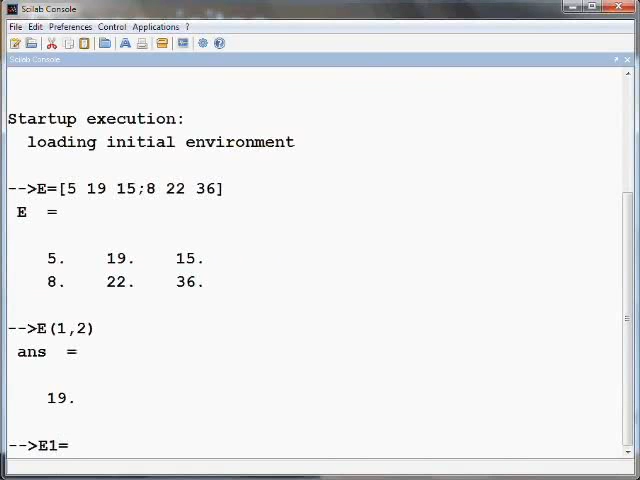 Scilab Console
File Edit Preferences Control Applications ?
Scilab Console
Startup execution:
loading initial environment
-->E=[5 19 15;8 22 36]
E =
5. 19. 15.
8. 22. 36.
-->E(1,2)
ans =
19.
-->E1=